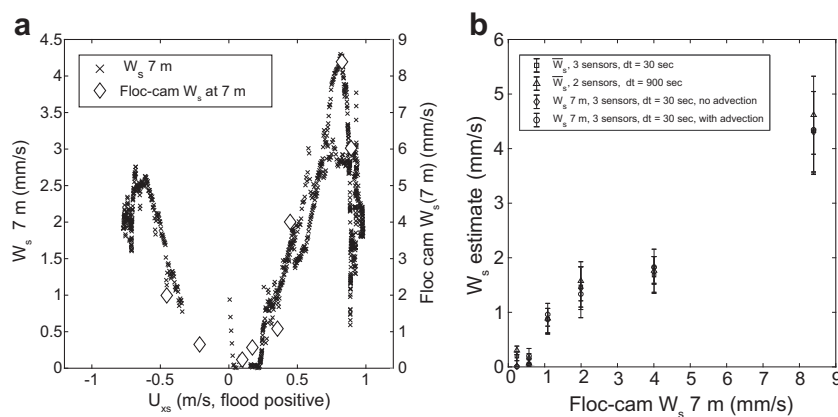 a
W_s 7 m
Floc-cam W_s at 7 m
4.5
4
3.5
3
2.5
2
1.5
1
0.5
0
W_s 7 m (mm/s)
9
8
7
6
5
4
3
2
1
0
Floc cam W_s(7 m) (mm/s)
-1 -0.5 0 0.5 1
U_xs (m/s, flood positive)
b
W̅_s, 3 sensors, dt = 30 sec
W̅_s, 2 sensors, dt = 900 sec
W_s 7 m, 3 sensors, dt = 30 sec, no advection
W_s 7 m, 3 sensors, dt = 30 sec, with advection
6
5
4
3
2
1
0
W_s estimate (mm/s)
0 1 2 3 4 5 6 7 8 9
Floc-cam W_s 7 m (mm/s)